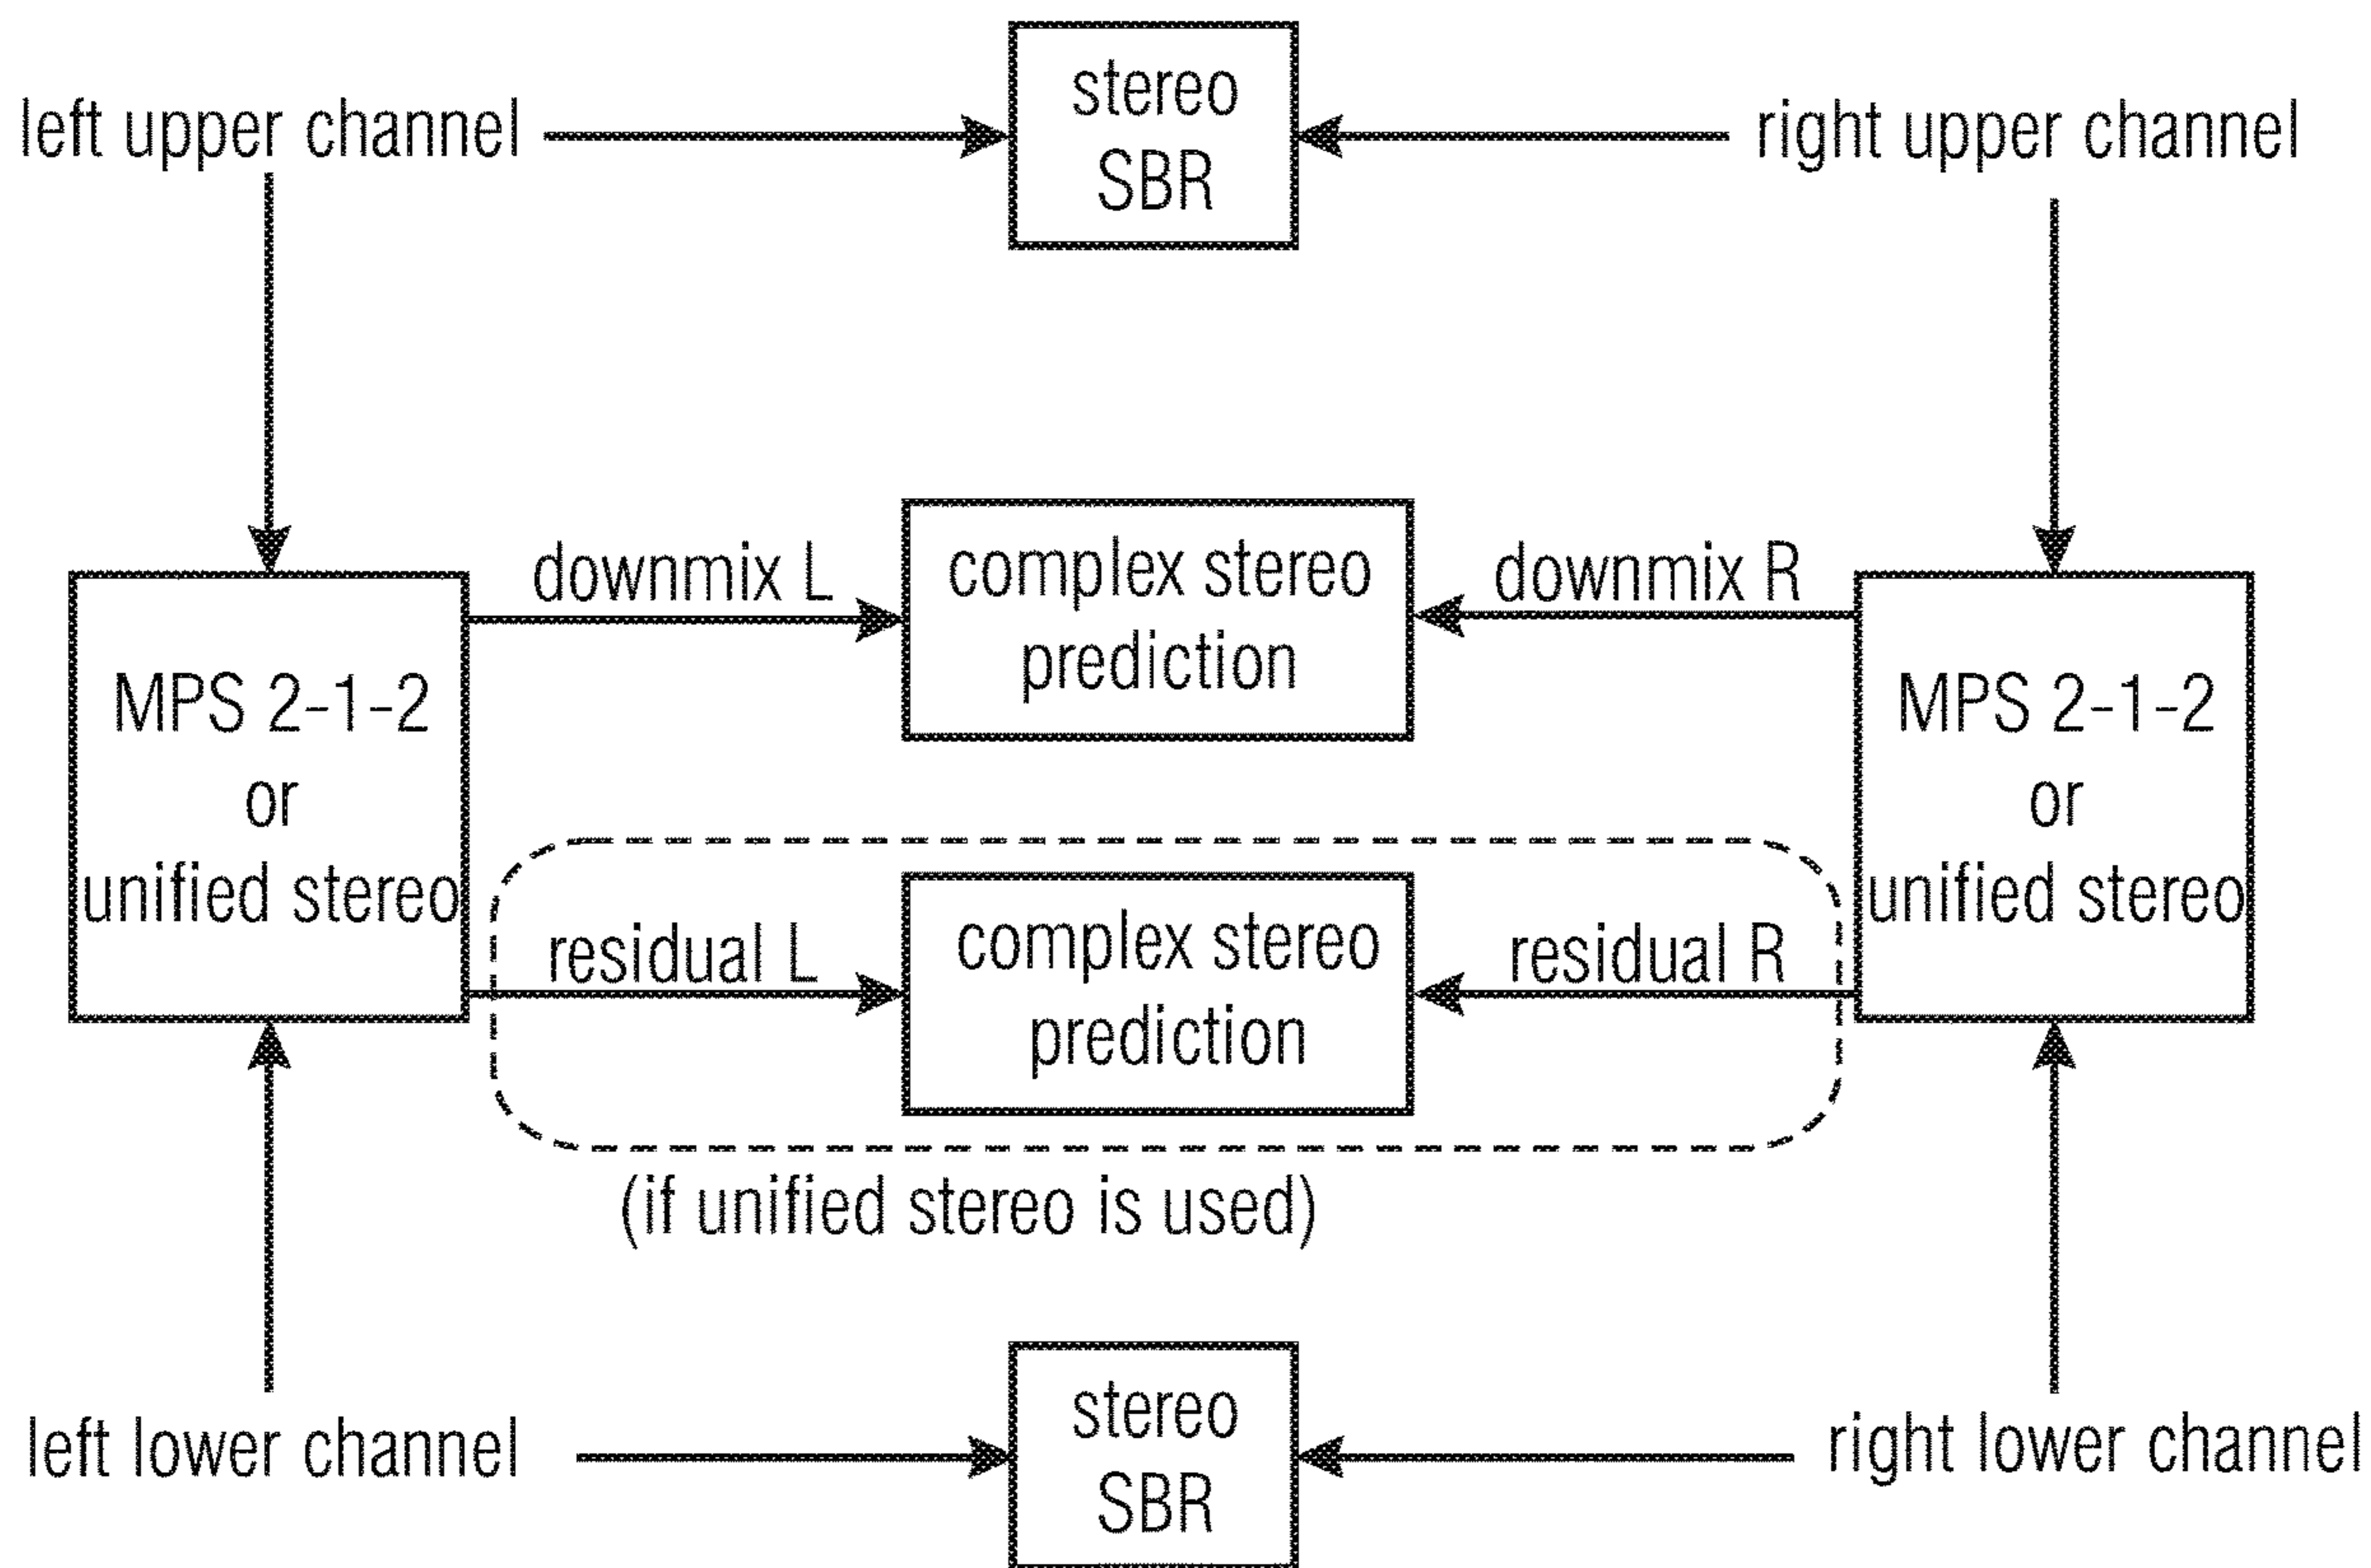 stereo
SBR
left upper channel
right upper channel
downmix L
complex stereo
prediction
downmix R
MPS 2-1-2
or
unified stereo
MPS 2-1-2
or
unified stereo
residual L
complex stereo
prediction
residual R
(if unified stereo is used)
left lower channel
stereo
SBR
right lower channel